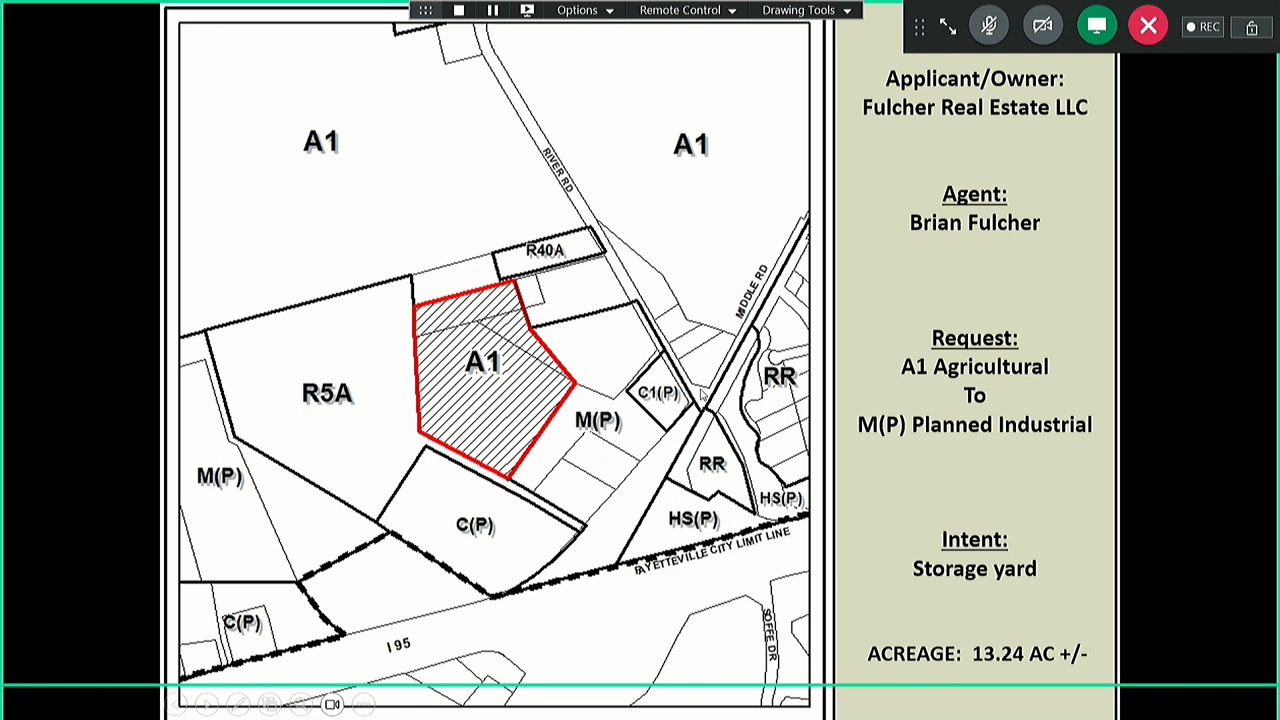 Options
Remote Control
Drawing Tools
REC
A1
A1
RIVER RD
R40A
MIDDLE RD
A1
R5A
C1(P)
RR
M(P)
M(P)
RR
HS(P)
C(P)
HS(P)
FAYETTEVILLE CITY LIMIT LINE
C(P)
I 95
SOFFE DR
Applicant/Owner:
Fulcher Real Estate LLC
Agent:
Brian Fulcher
Request:
A1 Agricultural
To
M(P) Planned Industrial
Intent:
Storage yard
ACREAGE: 13.24 AC +/-